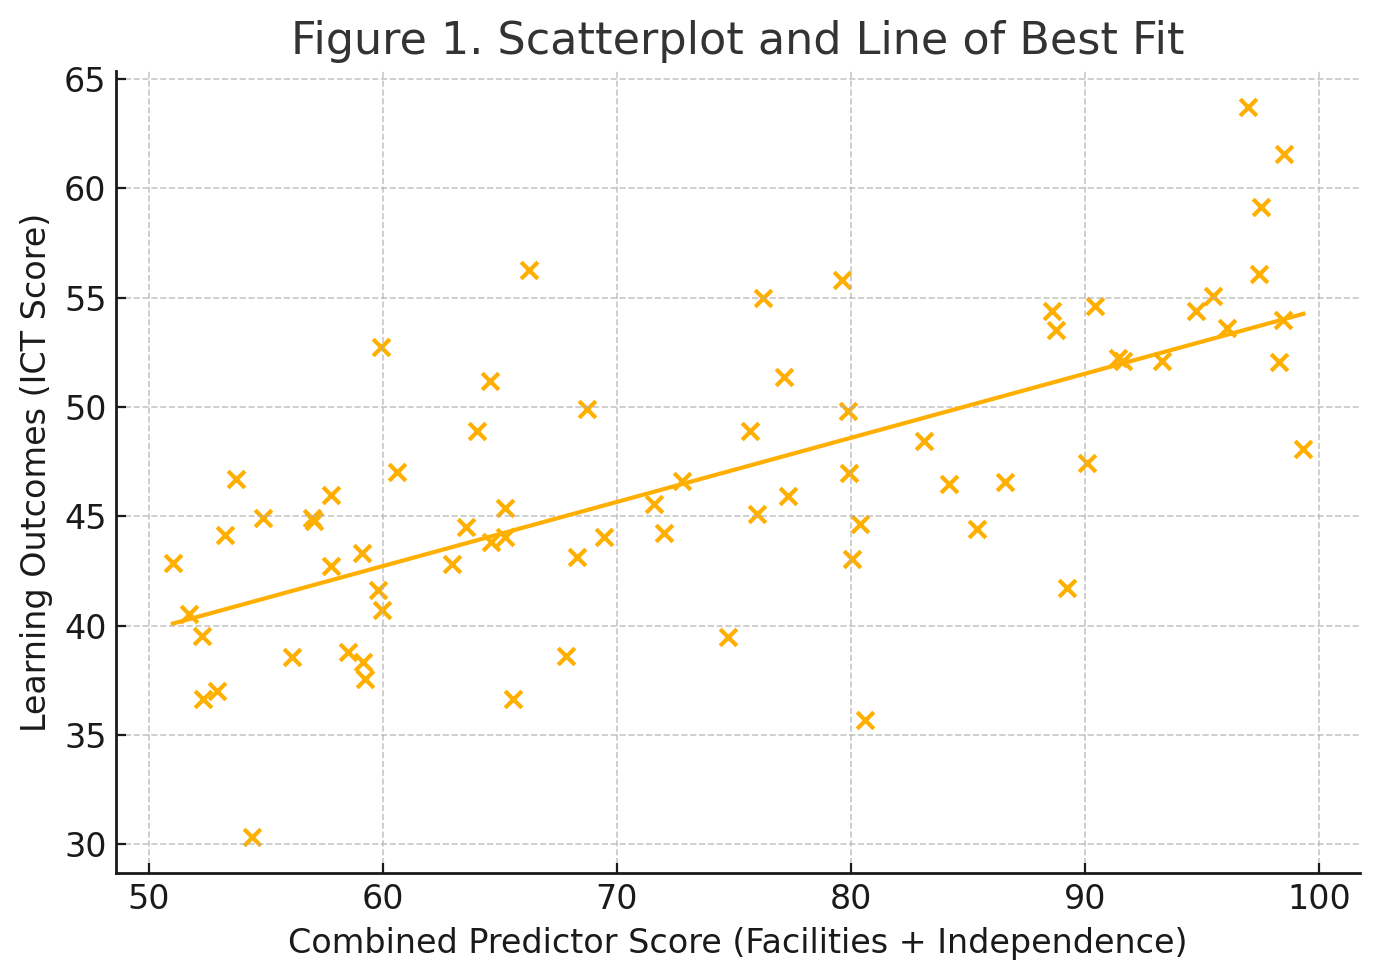 Figure 1. Scatterplot and Line of Best Fit
65
60
55
50
45
40
35
30
Learning Outcomes (ICT Score)
50 60 70 80 90 100
Combined Predictor Score (Facilities + Independence)